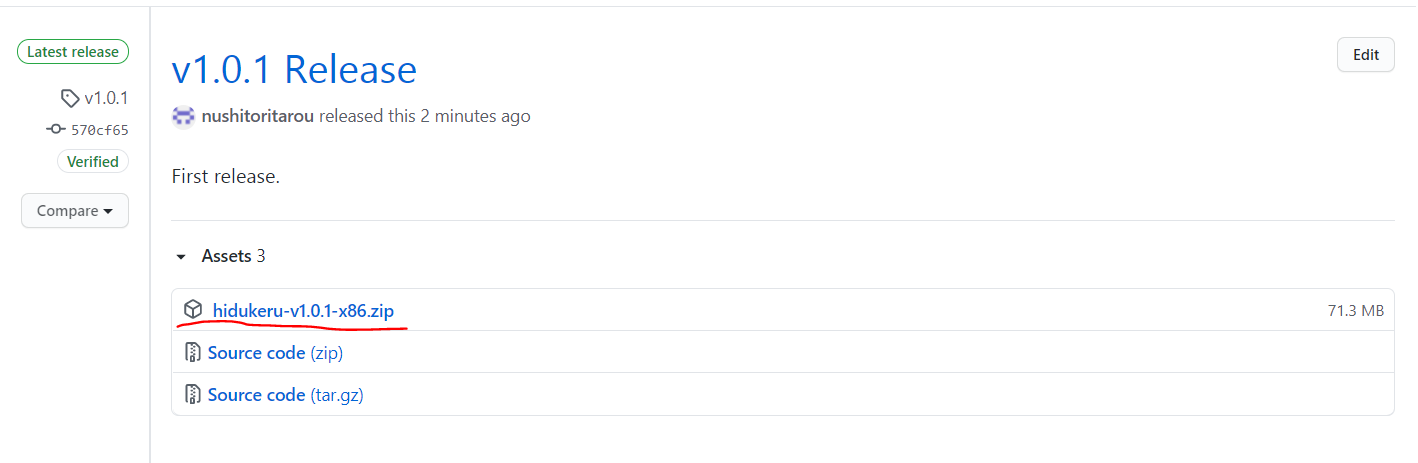 Latest release
v1.0.1
570cf65
Verified
Compare
v1.0.1 Release
Edit
nushitoritarou released this 2 minutes ago
First release.
Assets 3
hidukeru-v1.0.1-x86.zip 71.3 MB
Source code (zip)
Source code (tar.gz)